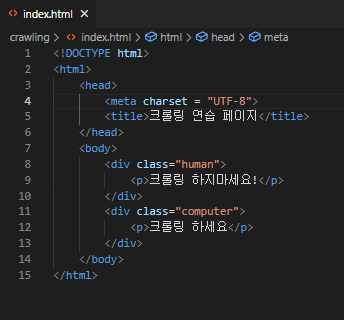 index.html
crawling > index.html > html > head > meta
1 <!DOCTYPE html>
2 <html>
3 <head>
4 <meta charset = "UTF-8">
5 <title>크롤링 연습 페이지</title>
6 </head>
7 <body>
8 <div class="human">
9 <p>크롤링 하지마세요!</p>
10 </div>
11 <div class="computer">
12 <p>크롤링 하세요</p>
13 </div>
14 </body>
15 </html>